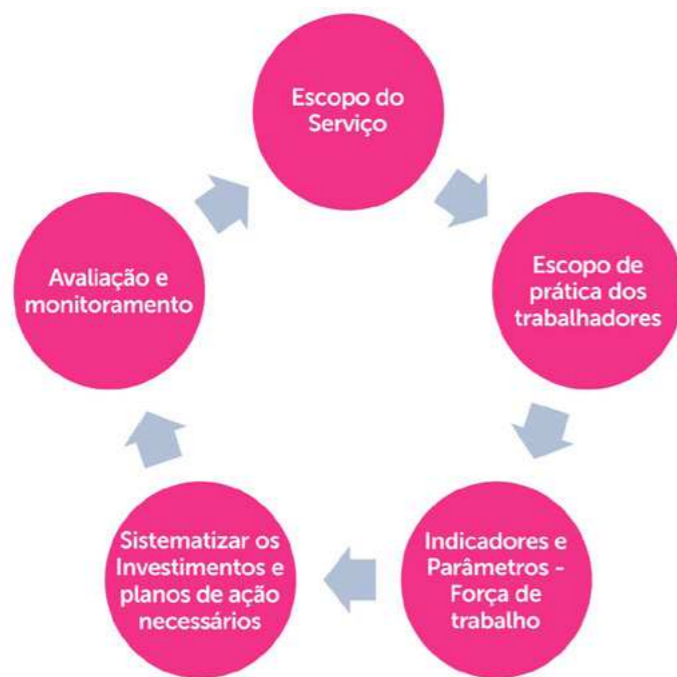 Escopo do
Serviço
Escopo de
prática dos
trabalhadores
Indicadores e
Parâmetros -
Força de
trabalho
Sistematizar os
Investimentos e
planos de ação
necessários
Avaliação e
monitoramento